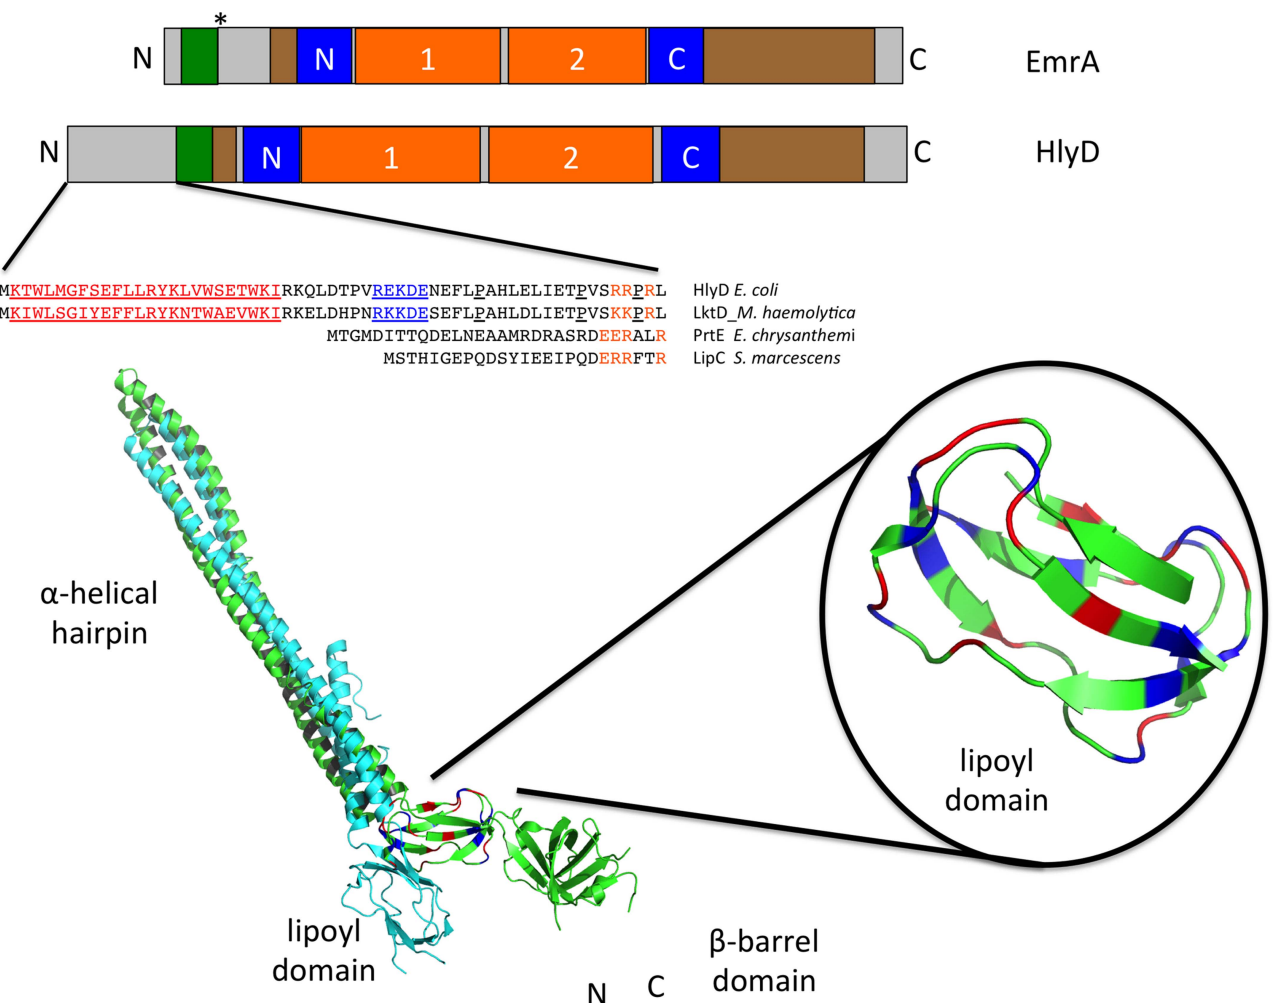 *
N N 1 2 C C EmrA
N N 1 2 C C HlyD
MKTWLMGFSEFLLRYKLVWSETWKIRKQLDTPVREKDENEFLPAHLELIETPVSRRPRL HlyD E. coli
MKIWLSGIYEFFLRYKNTWAEVWKIRKELDHPNRKKDESEFLPAHLDLIETPVSKKPRL LktD_M. haemolytica
MTGMDITTQDELNEAAMRDRASRDEERALR PrtE E. chrysanthemi
MSTHIGEPQDSYIEEIPQDERRFTR LipC S. marcescens
α-helical
hairpin
lipoyl
domain
lipoyl
domain
β-barrel
domain
N C